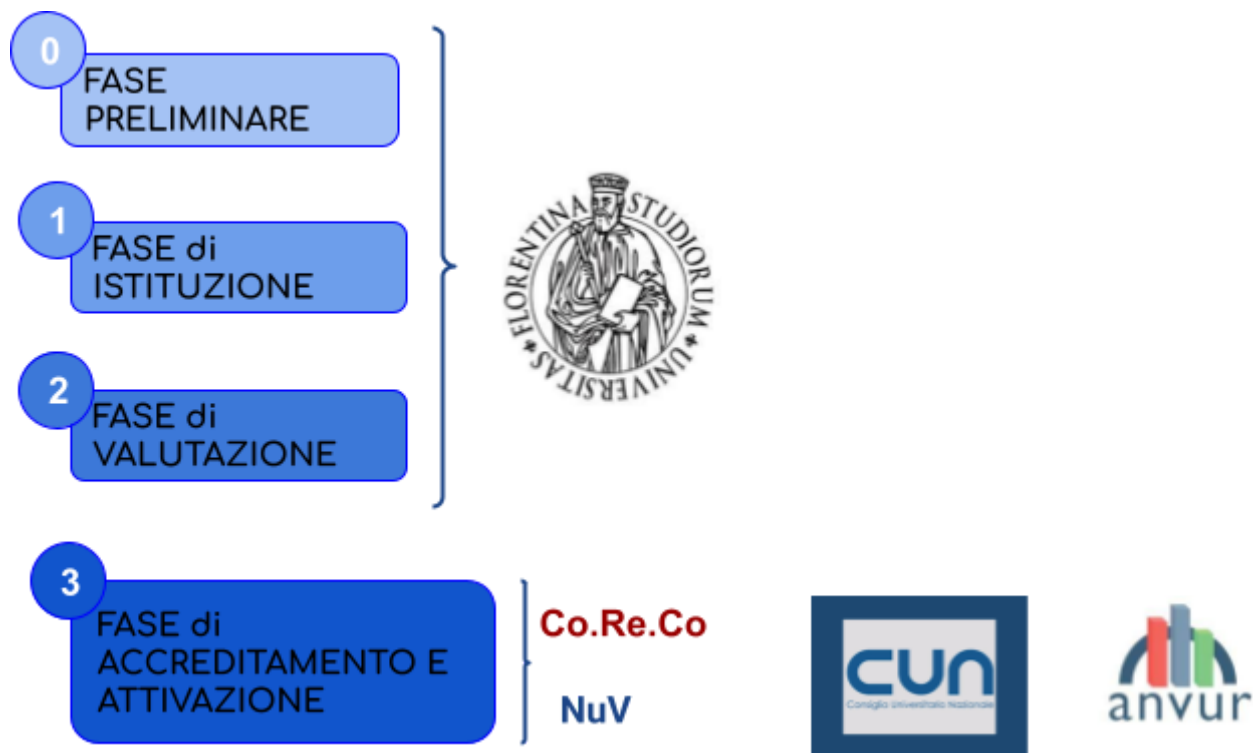 0
FASE
PRELIMINARE
1
FASE di
ISTITUZIONE
FLORENTINA STUDIORUM UNIVERSITAS
2
FASE di
VALUTAZIONE
3
FASE di
ACCREDITAMENTO E
ATTIVAZIONE
Co.Re.Co
NuV
CUN
Consiglio Universitario Nazionale
anvur